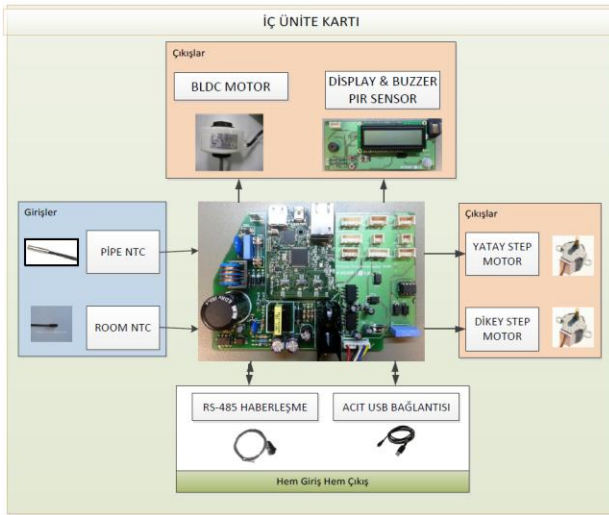 İÇ ÜNİTE KARTI
Çıkışlar
BLDC MOTOR
DİSPLAY & BUZZER
PIR SENSOR
Girişler
PİPE NTC
ROOM NTC
Çıkışlar
YATAY STEP
MOTOR
DİKEY STEP
MOTOR
RS-485 HABERLEŞME
ACIT USB BAĞLANTISI
Hem Giriş Hem Çıkış